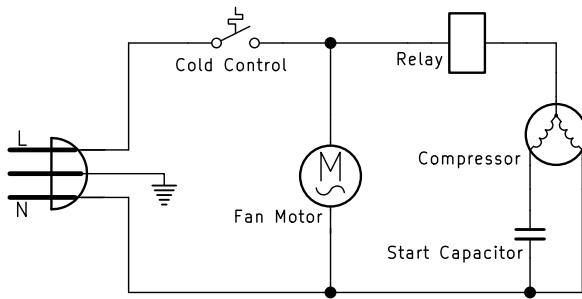 Cold Control
Relay
L
Compressor
M
N
Fan Motor
Start Capacitor